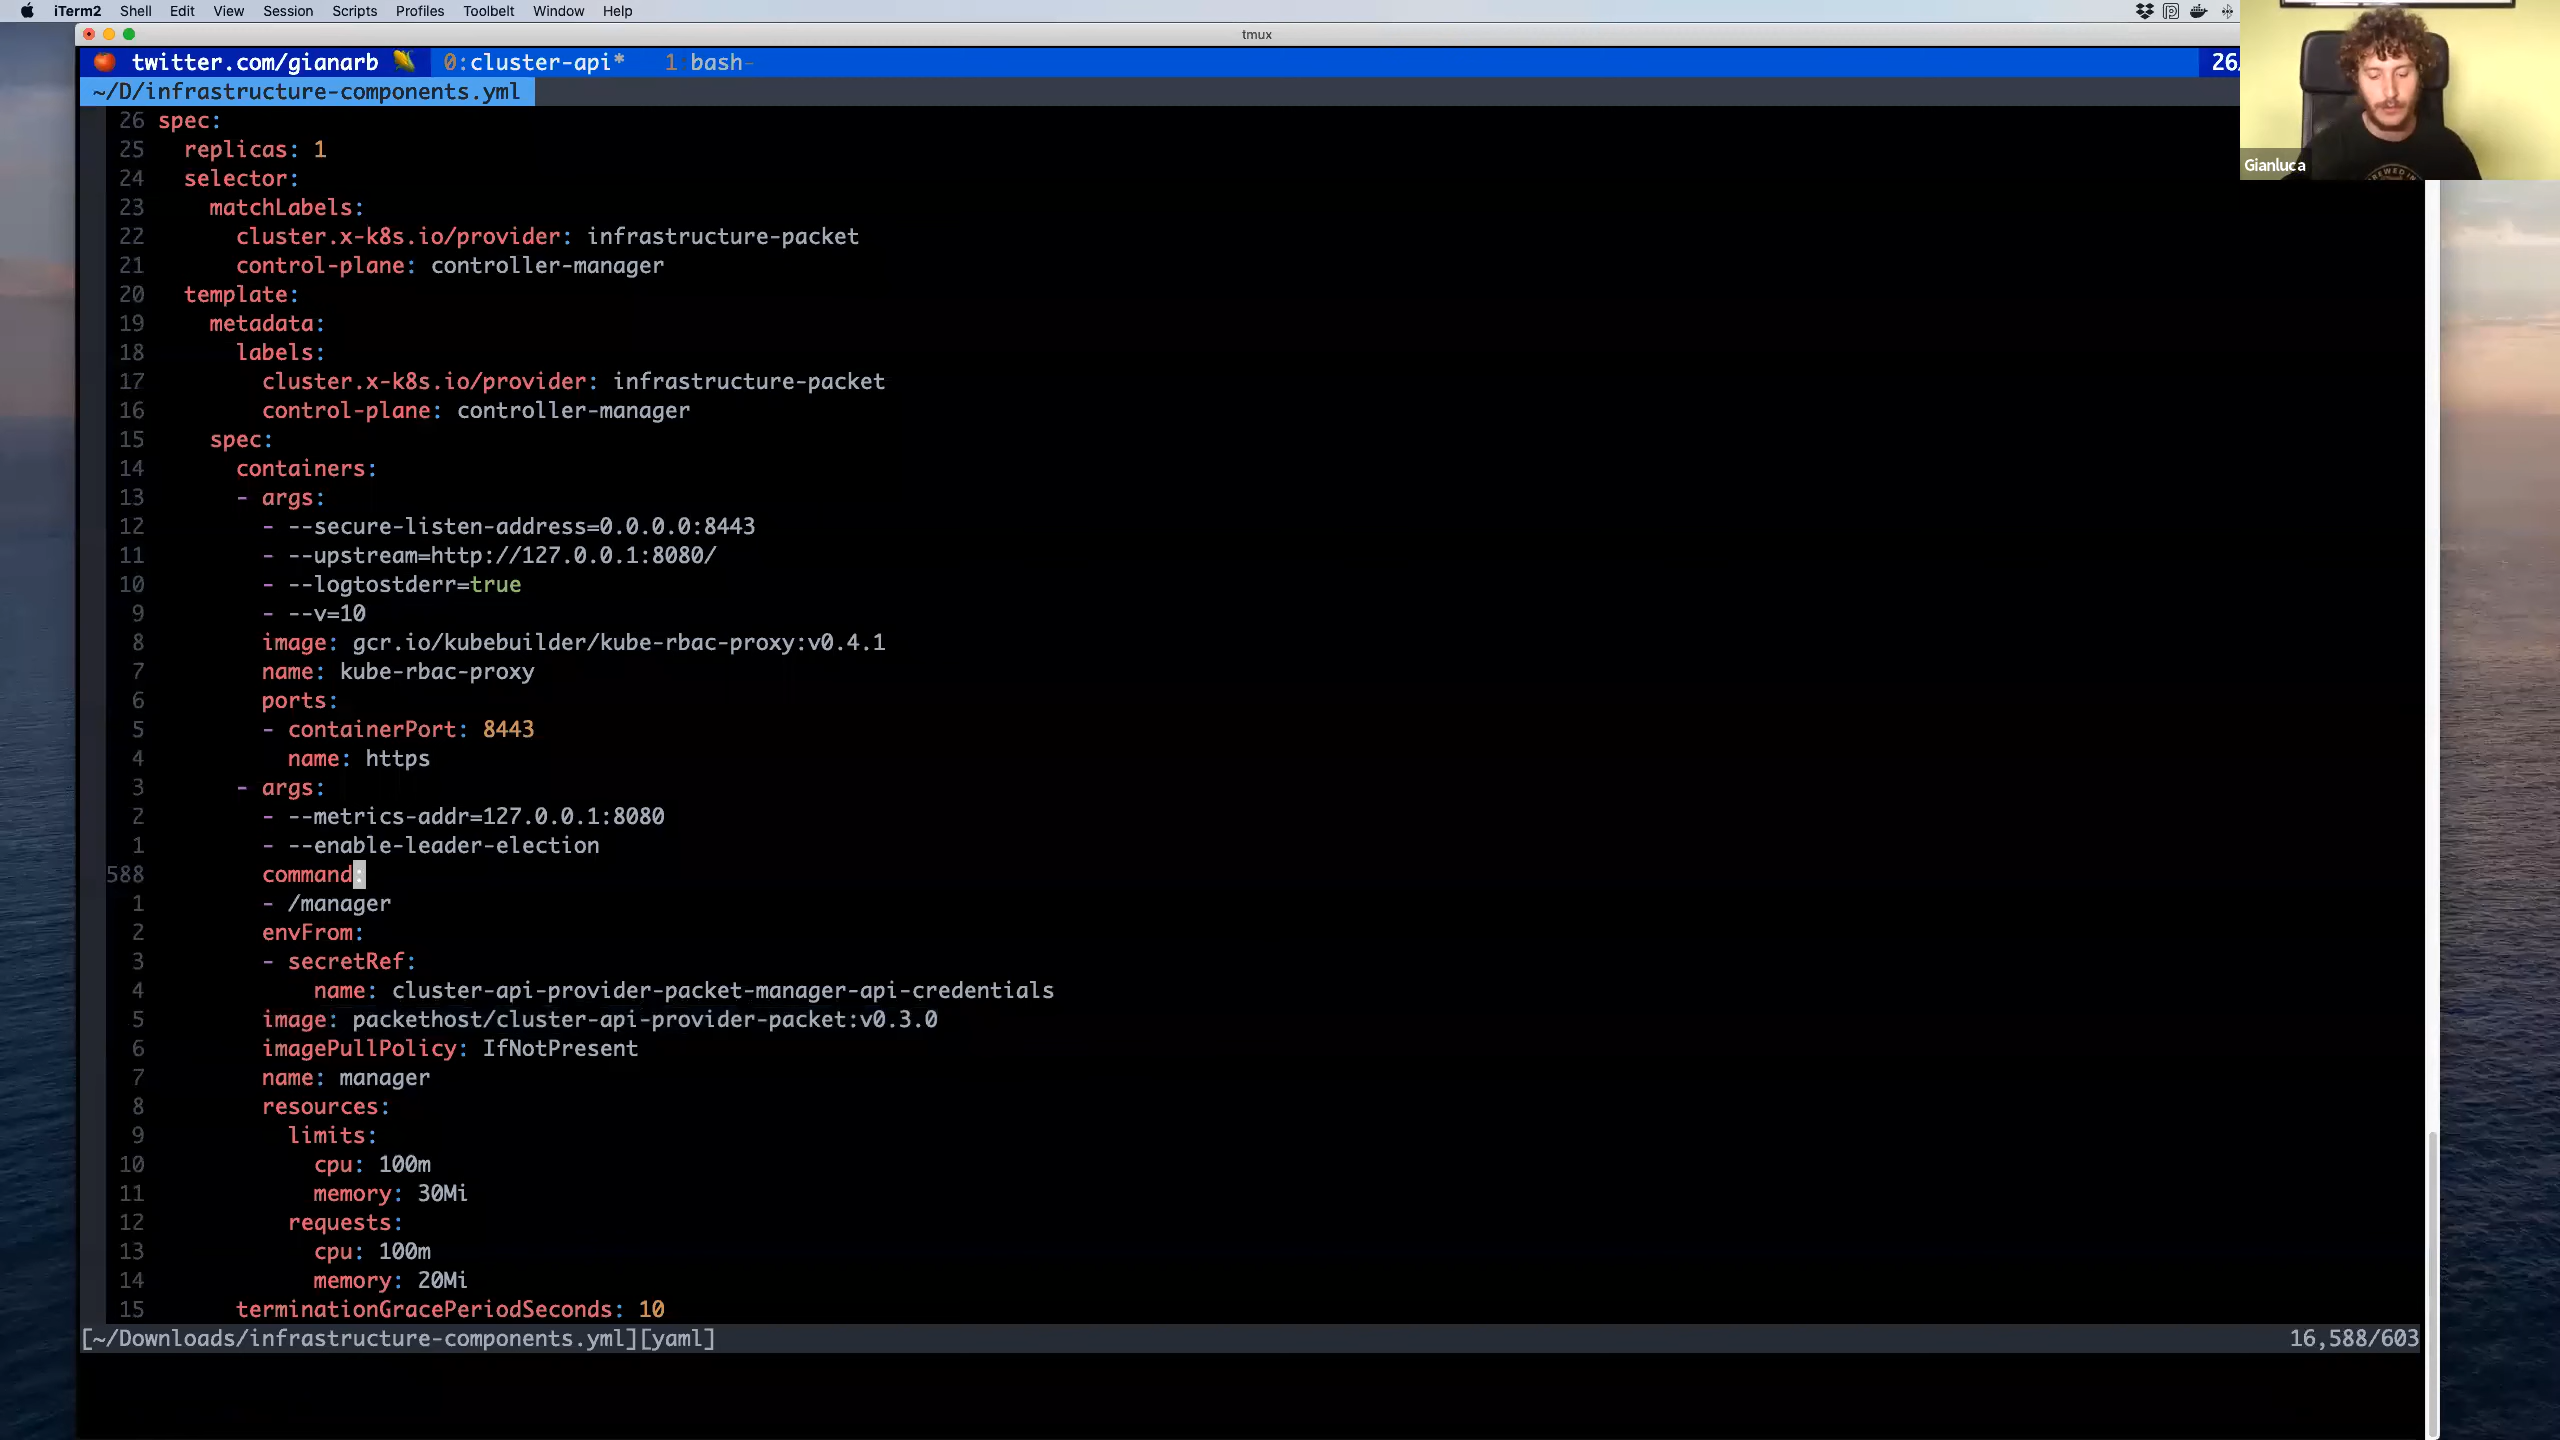 iTerm2 Shell Edit View Session Scripts Profiles Toolbelt Window Help
tmux
twitter.com/gianarb 0:cluster-api* 1 bash- 26/
~/D/infrastructure-components.yml
Gianluca
26 spec:
25 replicas: 1
24 selector:
23 matchLabels:
22 cluster.x-k8s.io/provider: infrastructure-packet
21 control-plane: controller-manager
20 template:
19 metadata:
18 labels:
17 cluster.x-k8s.io/provider: infrastructure-packet
16 control-plane: controller-manager
15 spec:
14 containers:
13 - args:
12 - --secure-listen-address=0.0.0.0:8443
11 - --upstream=http://127.0.0.1:8080/
10 - --logtostderr=true
9 - --v=10
8 image: gcr.io/kubebuilder/kube-rbac-proxy:v0.4.1
7 name: kube-rbac-proxy
6 ports:
5 - containerPort: 8443
4 name: https
3 - args:
2 - --metrics-addr=127.0.0.1:8080
1 - --enable-leader-election
588 command:
1 - /manager
2 envFrom:
3 - secretRef:
4 name: cluster-api-provider-packet-manager-api-credentials
5 image: packethost/cluster-api-provider-packet:v0.3.0
6 imagePullPolicy: IfNotPresent
7 name: manager
8 resources:
9 limits:
10 cpu: 100m
11 memory: 30Mi
12 requests:
13 cpu: 100m
14 memory: 20Mi
15 terminationGracePeriodSeconds: 10
[~/Downloads/infrastructure-components.yml][yaml] 16,588/603